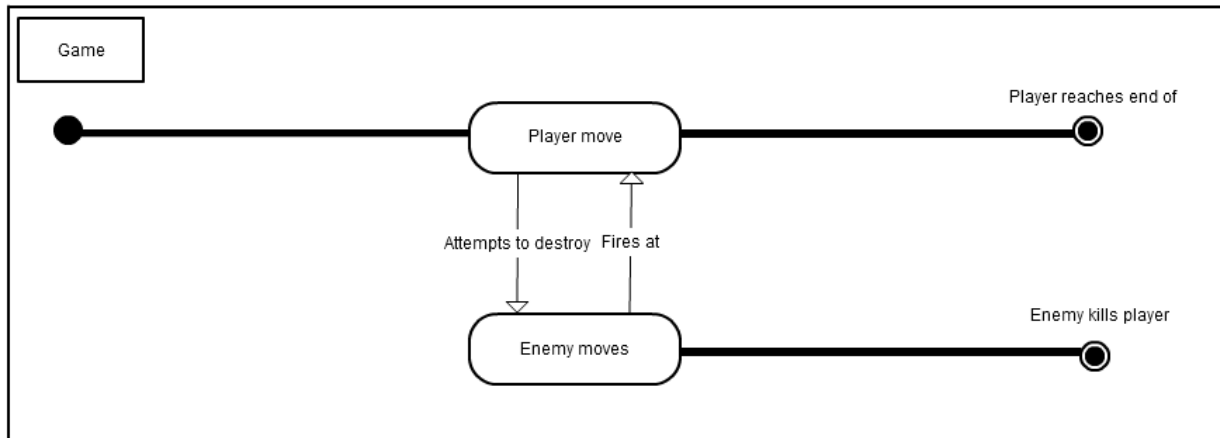 Game
Player reaches end of
Player move
Attempts to destroy
Fires at
Enemy kills player
Enemy moves